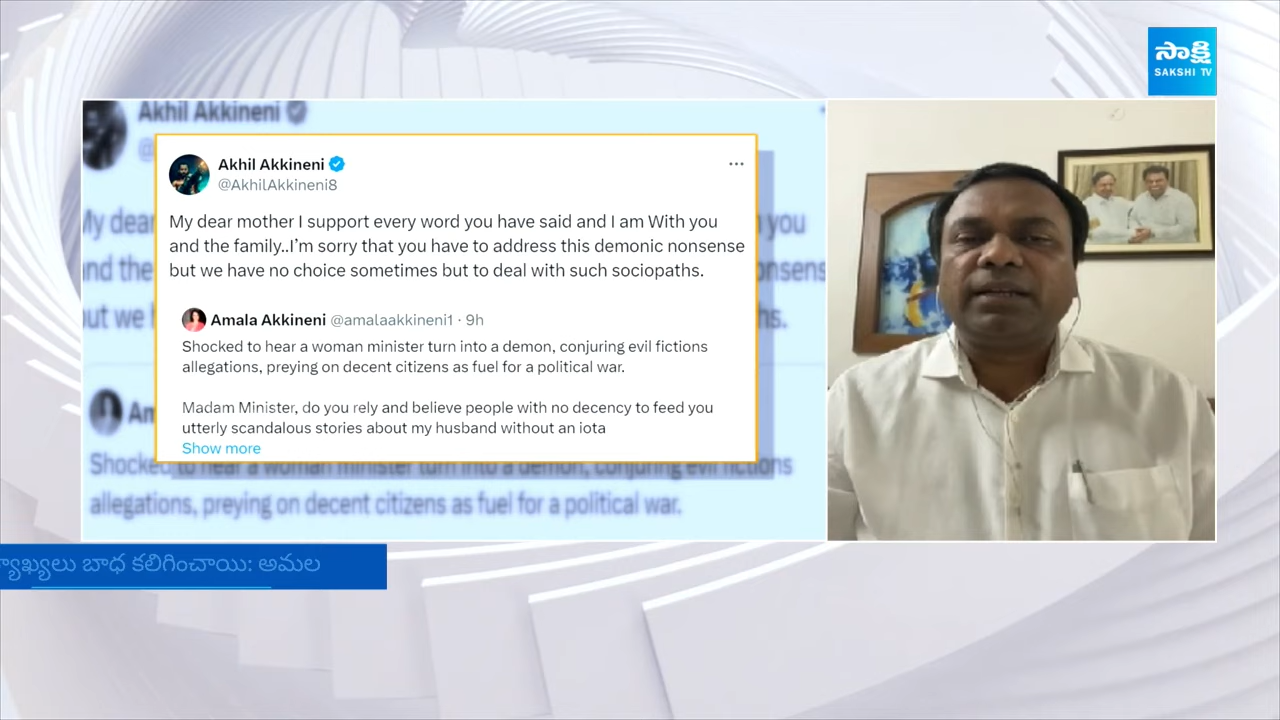 సాక్షి
SAKSHI TV
Akhil Akkineni
Akhil Akkineni
@AkhilAkkineni8
My dear mother I support every word you have said and I am With you
and the family..I'm sorry that you have to address this demonic nonsense
but we have no choice sometimes but to deal with such sociopaths.
Amala Akkineni @amalaakkineni1 · 9h
Shocked to hear a woman minister turn into a demon, conjuring evil fictions
allegations, preying on decent citizens as fuel for a political war.
Madam Minister, do you rely and believe people with no decency to feed you
utterly scandalous stories about my husband without an iota
Show more
Shocked to hear a woman minister turn into a demon, conjuring evil fictions
allegations, preying on decent citizens as fuel for a political war.
బాధ కలిగించాయి: అమల